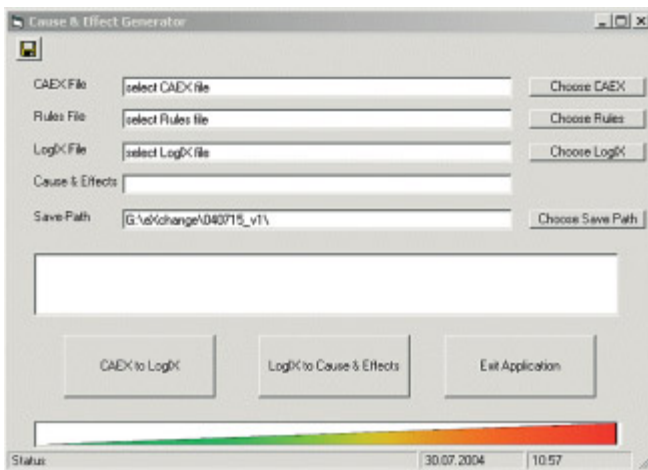 Cause & Effect Generator
CAEX File select CAEX file Choose CAEX
Rules File select Rules file Choose Rules
LogIX File select LogIX file Choose LogIX
Cause & Effects
Save-Path G:\eXchange\040715_v1\ Choose Save Path
CAEX to LogIX LogIX to Cause & Effects Exit Application
Status 30.07.2004 10:57